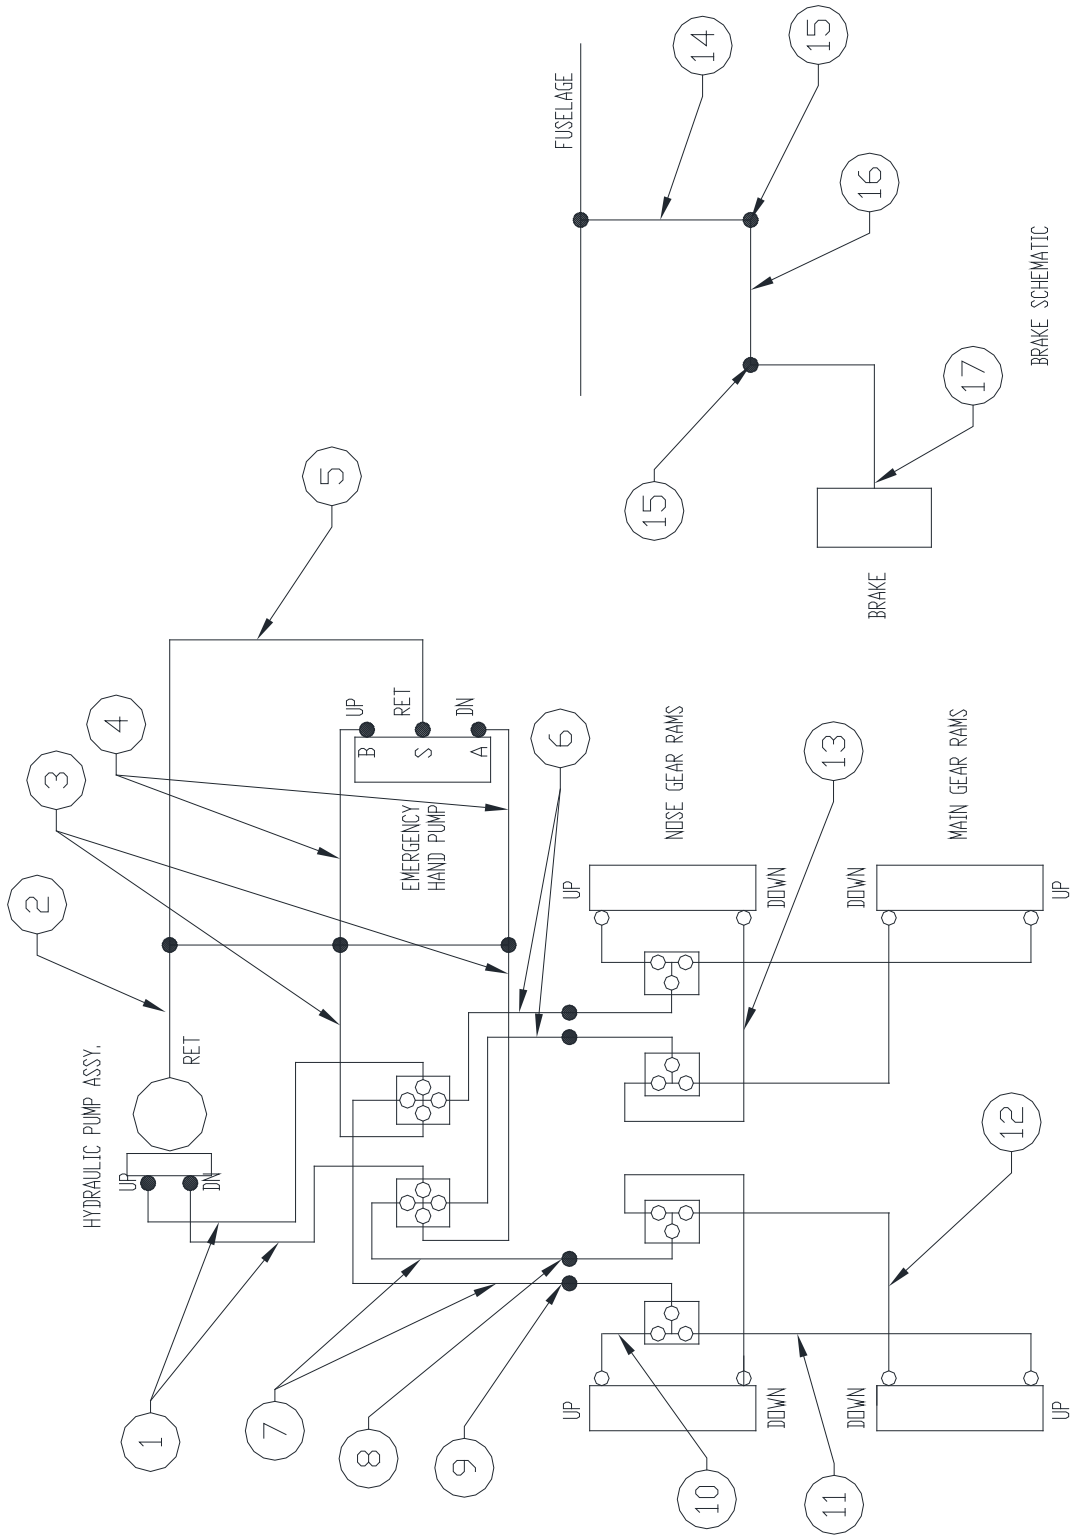 2
3
HYDRAULIC PUMP ASSY.
4
UP
1
RET
DN
7
5
UP
B
8
RET
EMERGENCY
HAND PUMP
S
9
DN
A
6
FUSELAGE
UP
UP
15
NOSE GEAR RAMS
14
10
DOWN
DOWN
15
11
13
DOWN
DOWN
16
BRAKE
MAIN GEAR RAMS
17
12
BRAKE SCHEMATIC
UP
UP